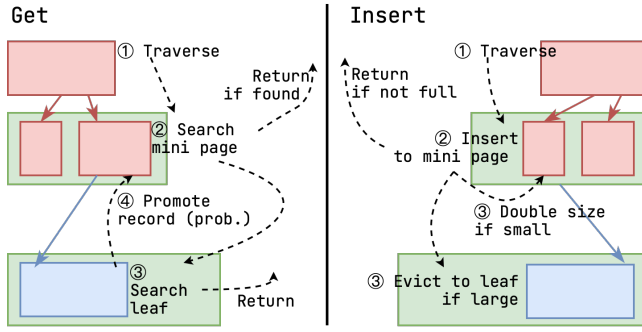 Get
① Traverse
Return
if found
② Search
mini page
④ Promote
record (prob.)
③
Search
leaf
Return
Insert
① Traverse
Return
if not full
② Insert
to mini page
③ Double size
if small
③ Evict to leaf
if large